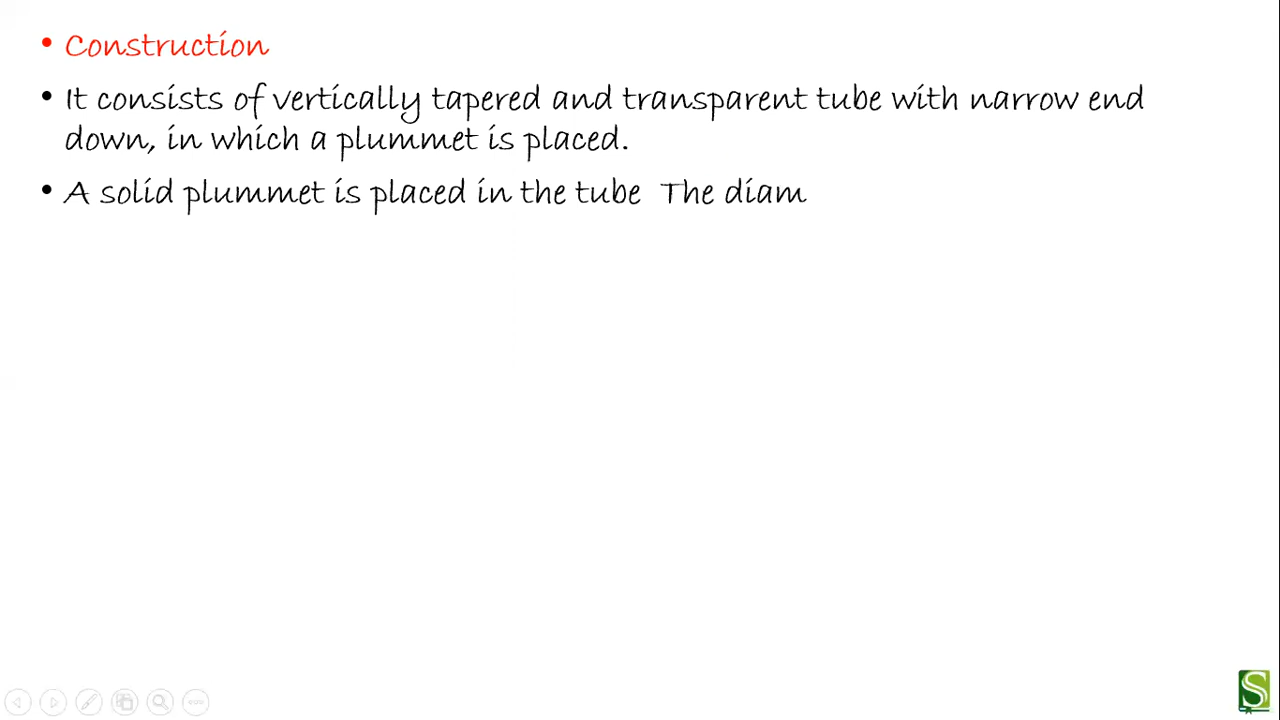 • Construction
• It consists of vertically tapered and transparent tube with narrow end
down, in which a plummet is placed.
• A solid plummet is placed in the tube The diam
S